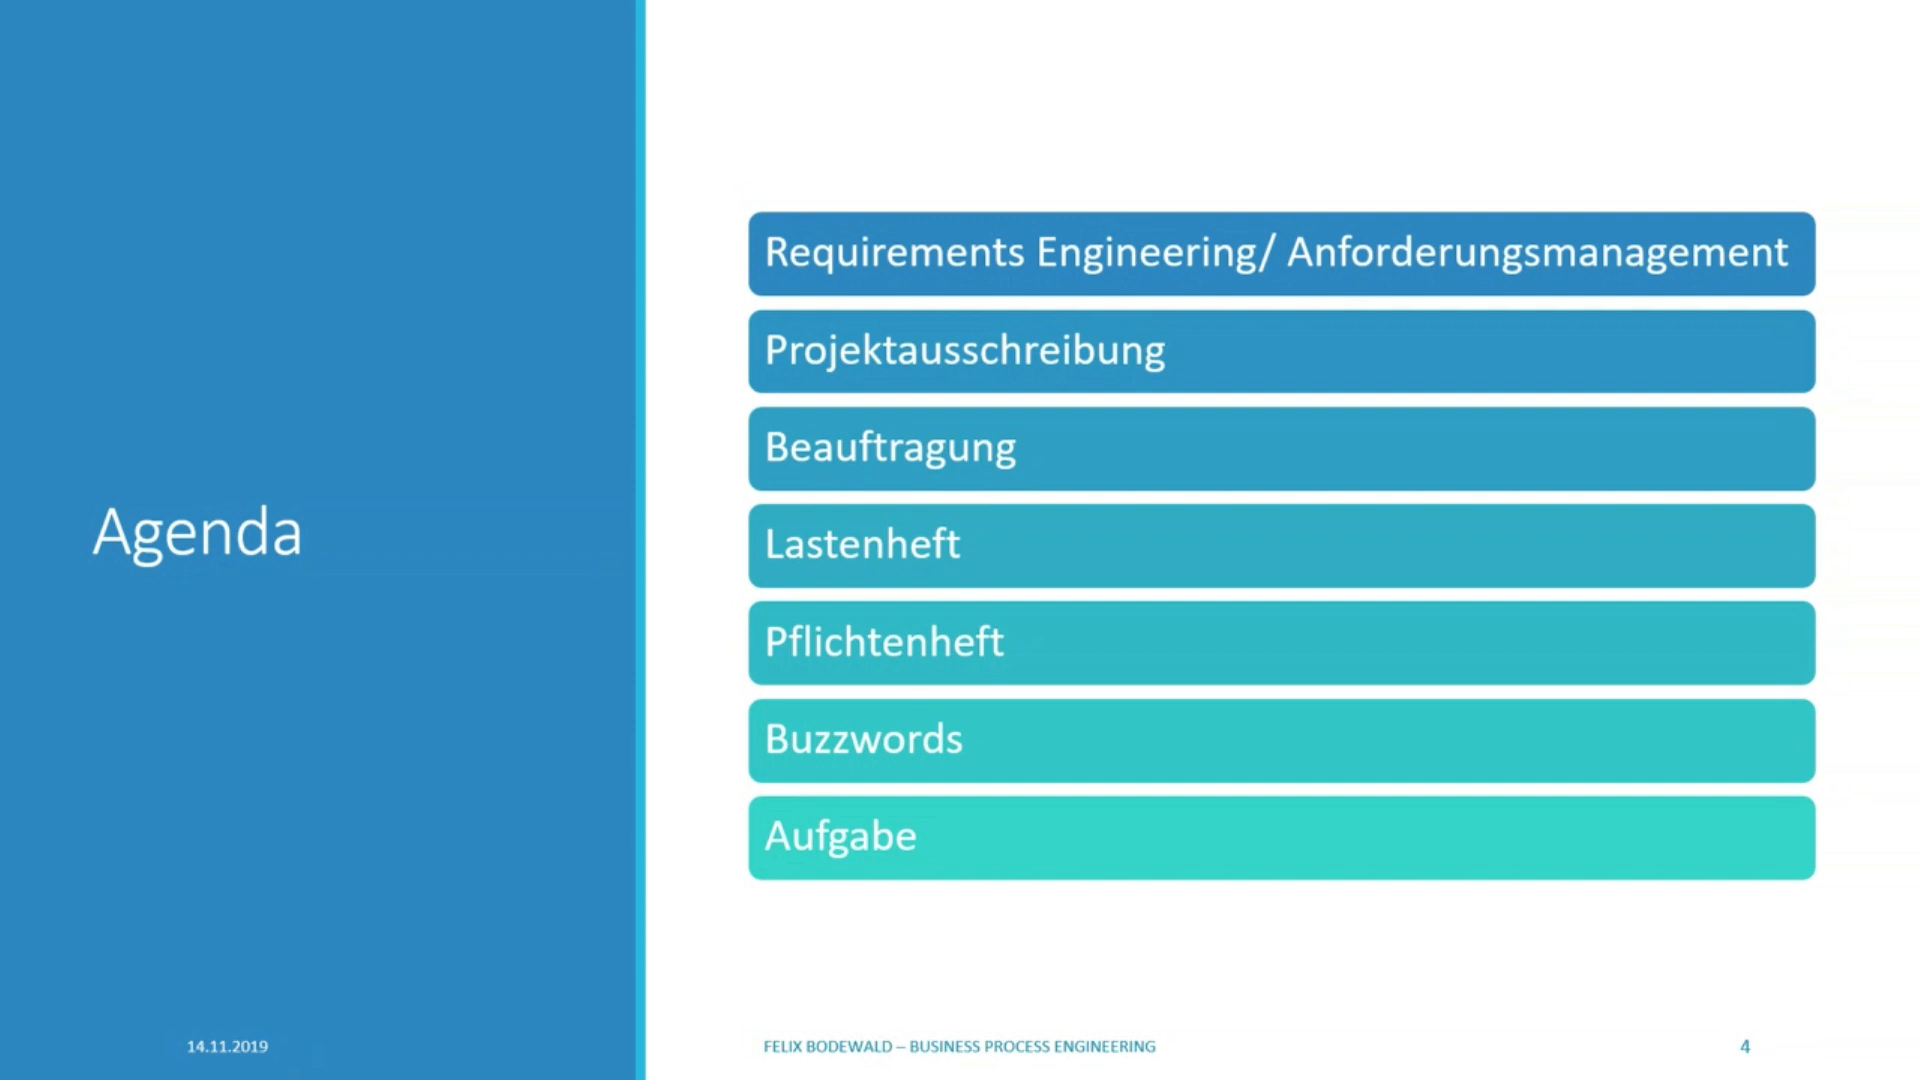 Agenda
Requirements Engineering/ Anforderungsmanagement
Projektausschreibung
Beauftragung
Lastenheft
Pflichtenheft
Buzzwords
Aufgabe
14.11.2019
FELIX BODEWALD – BUSINESS PROCESS ENGINEERING
4